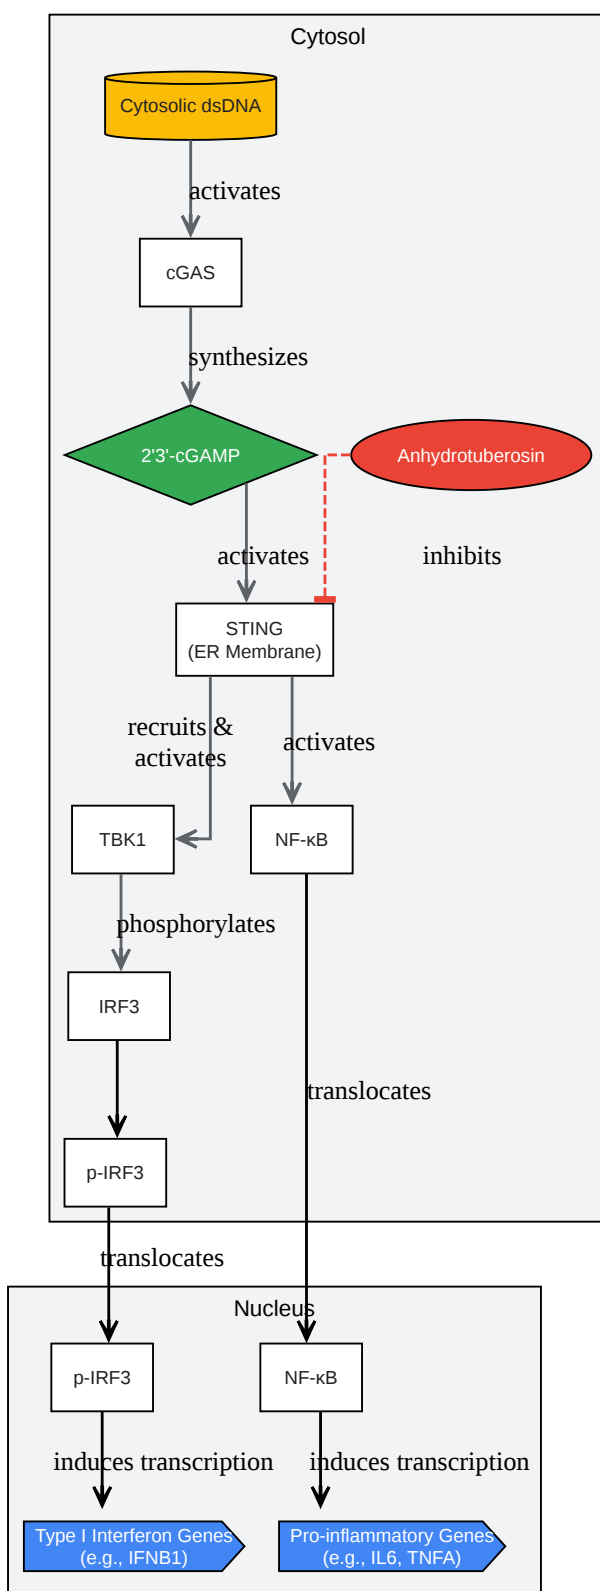 Cytosol
Cytosolic dsDNA
activates
cGAS
synthesizes
2'3'-cGAMP
Anhydrotuberosin
activates
inhibits
STING
(ER Membrane)
recruits &
activates
activates
TBK1
NF-κB
phosphorylates
IRF3
translocates
p-IRF3
translocates
Nucleus
p-IRF3
NF-κB
induces transcription
induces transcription
Type I Interferon Genes
(e.g., IFNB1)
Pro-inflammatory Genes
(e.g., IL6, TNFA)